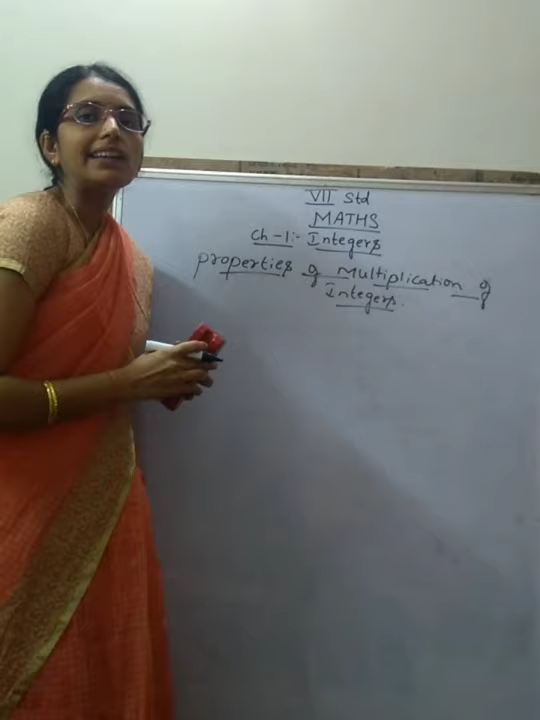 VII Std
MATHS
Ch-1:- Integers
properties of Multiplication of
Integers.